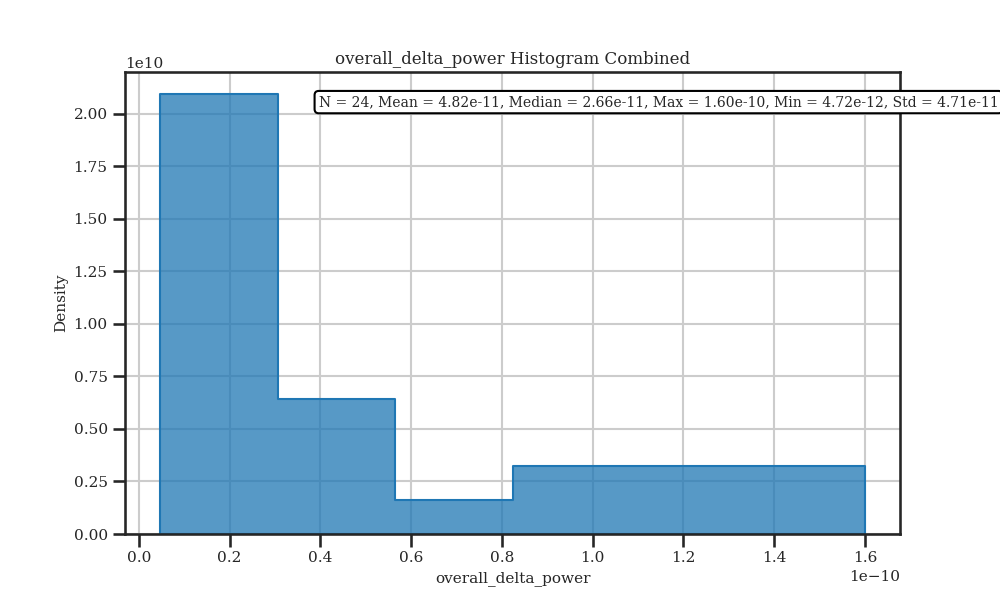 overall_delta_power Histogram Combined
1e10
N = 24, Mean = 4.82e-11, Median = 2.66e-11, Max = 1.60e-10, Min = 4.72e-12, Std = 4.71e-11
2.00
1.75
1.50
1.25
1.00
0.75
0.50
0.25
0.00
Density
0.0 0.2 0.4 0.6 0.8 1.0 1.2 1.4 1.6
1e−10
overall_delta_power